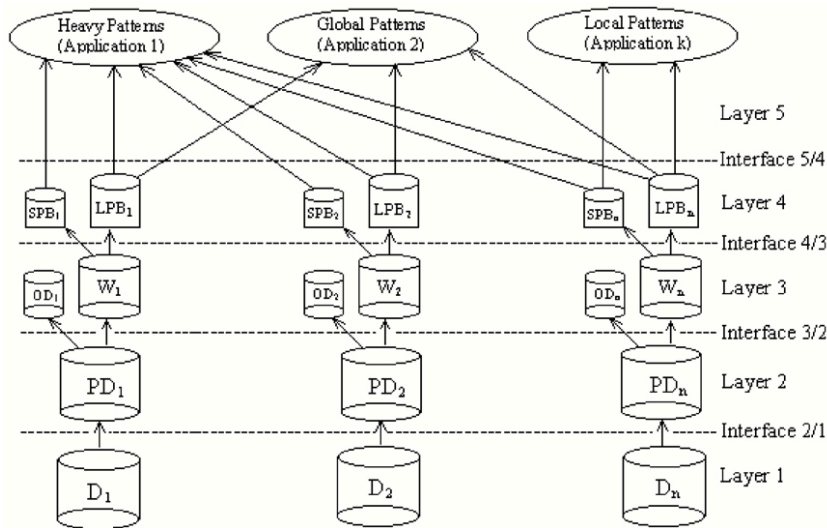 Heavy Patterns
(Application 1)
Global Patterns
(Application 2)
Local Patterns
(Application k)
Layer 5
Interface 5/4
SPB1
LPB1
SPB2
LPB2
SPBn
LPBn
Layer 4
Interface 4/3
OD1
W1
OD2
W2
ODn
Wn
Layer 3
Interface 3/2
PD1
PD2
PDn
Layer 2
Interface 2/1
D1
D2
Dn
Layer 1